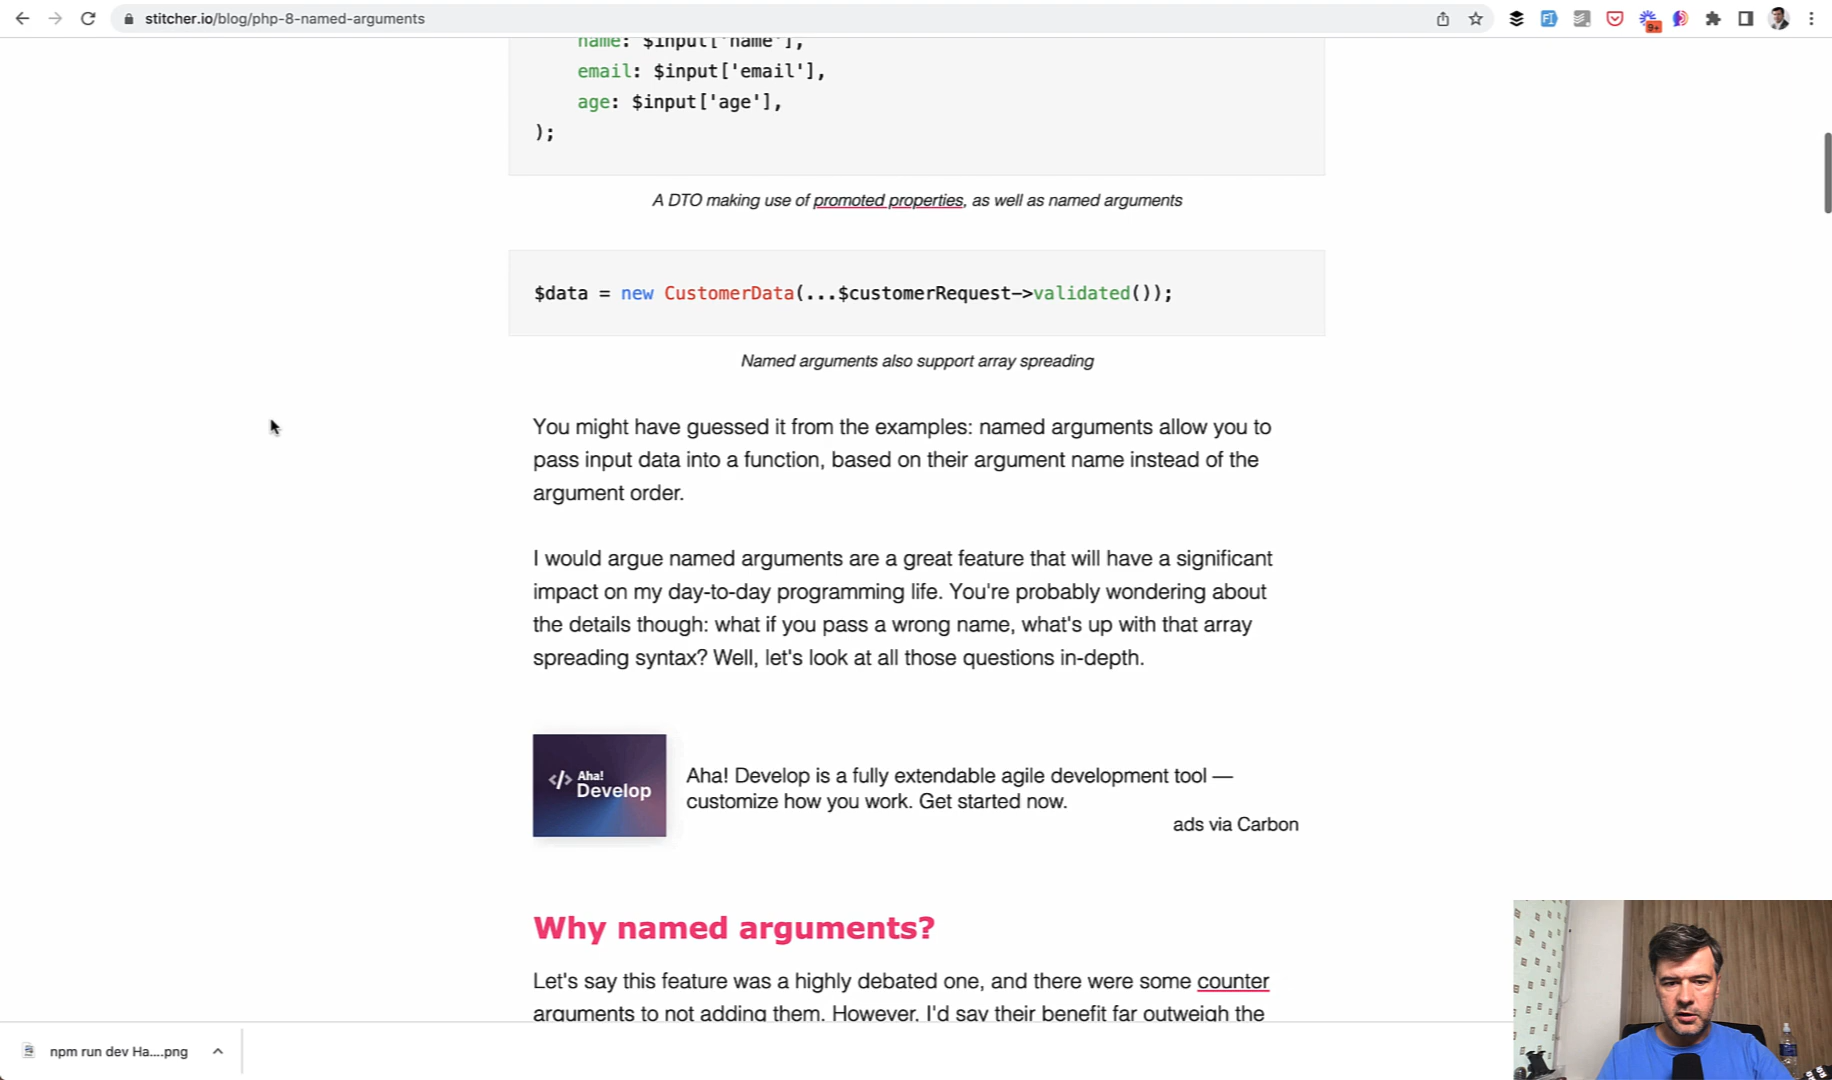 stitcher.io/blog/php-8-named-arguments
9+
name: $input['name'],
email: $input['email'],
age: $input['age'],
);
A DTO making use of promoted properties, as well as named arguments
$data = new CustomerData(...$customerRequest->validated());
Named arguments also support array spreading
You might have guessed it from the examples: named arguments allow you to
pass input data into a function, based on their argument name instead of the
argument order.
I would argue named arguments are a great feature that will have a significant
impact on my day-to-day programming life. You're probably wondering about
the details though: what if you pass a wrong name, what's up with that array
spreading syntax? Well, let's look at all those questions in-depth.
</> Aha!
Develop
Aha! Develop is a fully extendable agile development tool —
customize how you work. Get started now.
ads via Carbon
Why named arguments?
Let's say this feature was a highly debated one, and there were some counter
arguments to not adding them. However, I'd say their benefit far outweigh the
npm run dev Ha....png